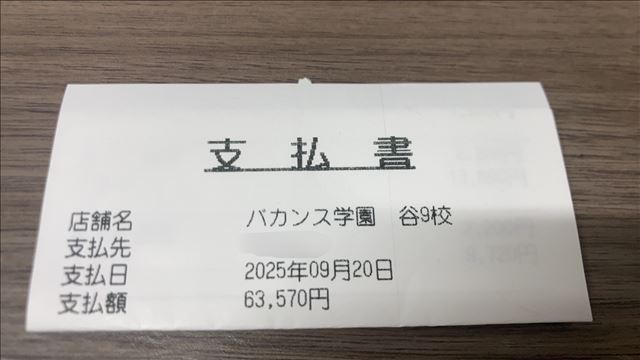 支払書
店舗名 バカンス学園 谷9校
支払先
支払日 2025年09月20日
支払額 63,570円